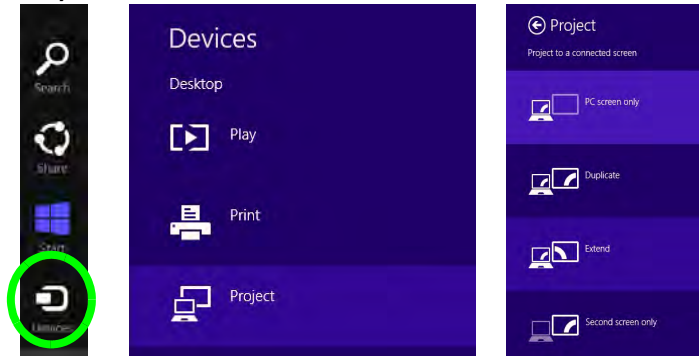 Search
Share
Start
Devices
Devices
Desktop
Play
Print
Project
Project
Project to a connected screen
PC screen only
Duplicate
Extend
Second screen only